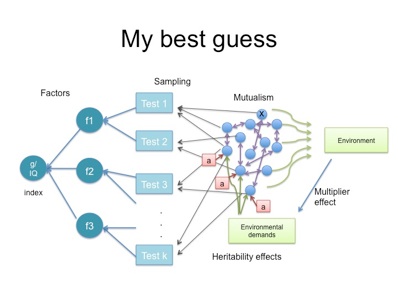 My best guess
Sampling
Factors
Mutualism
Test 1
x
f1
Test 2
Environment
a
g/
IQ
f2
Test 3
a
index
a
Multiplier
effect
.
.
.
.
f3
Environmental
demands
Test k
Heritability effects